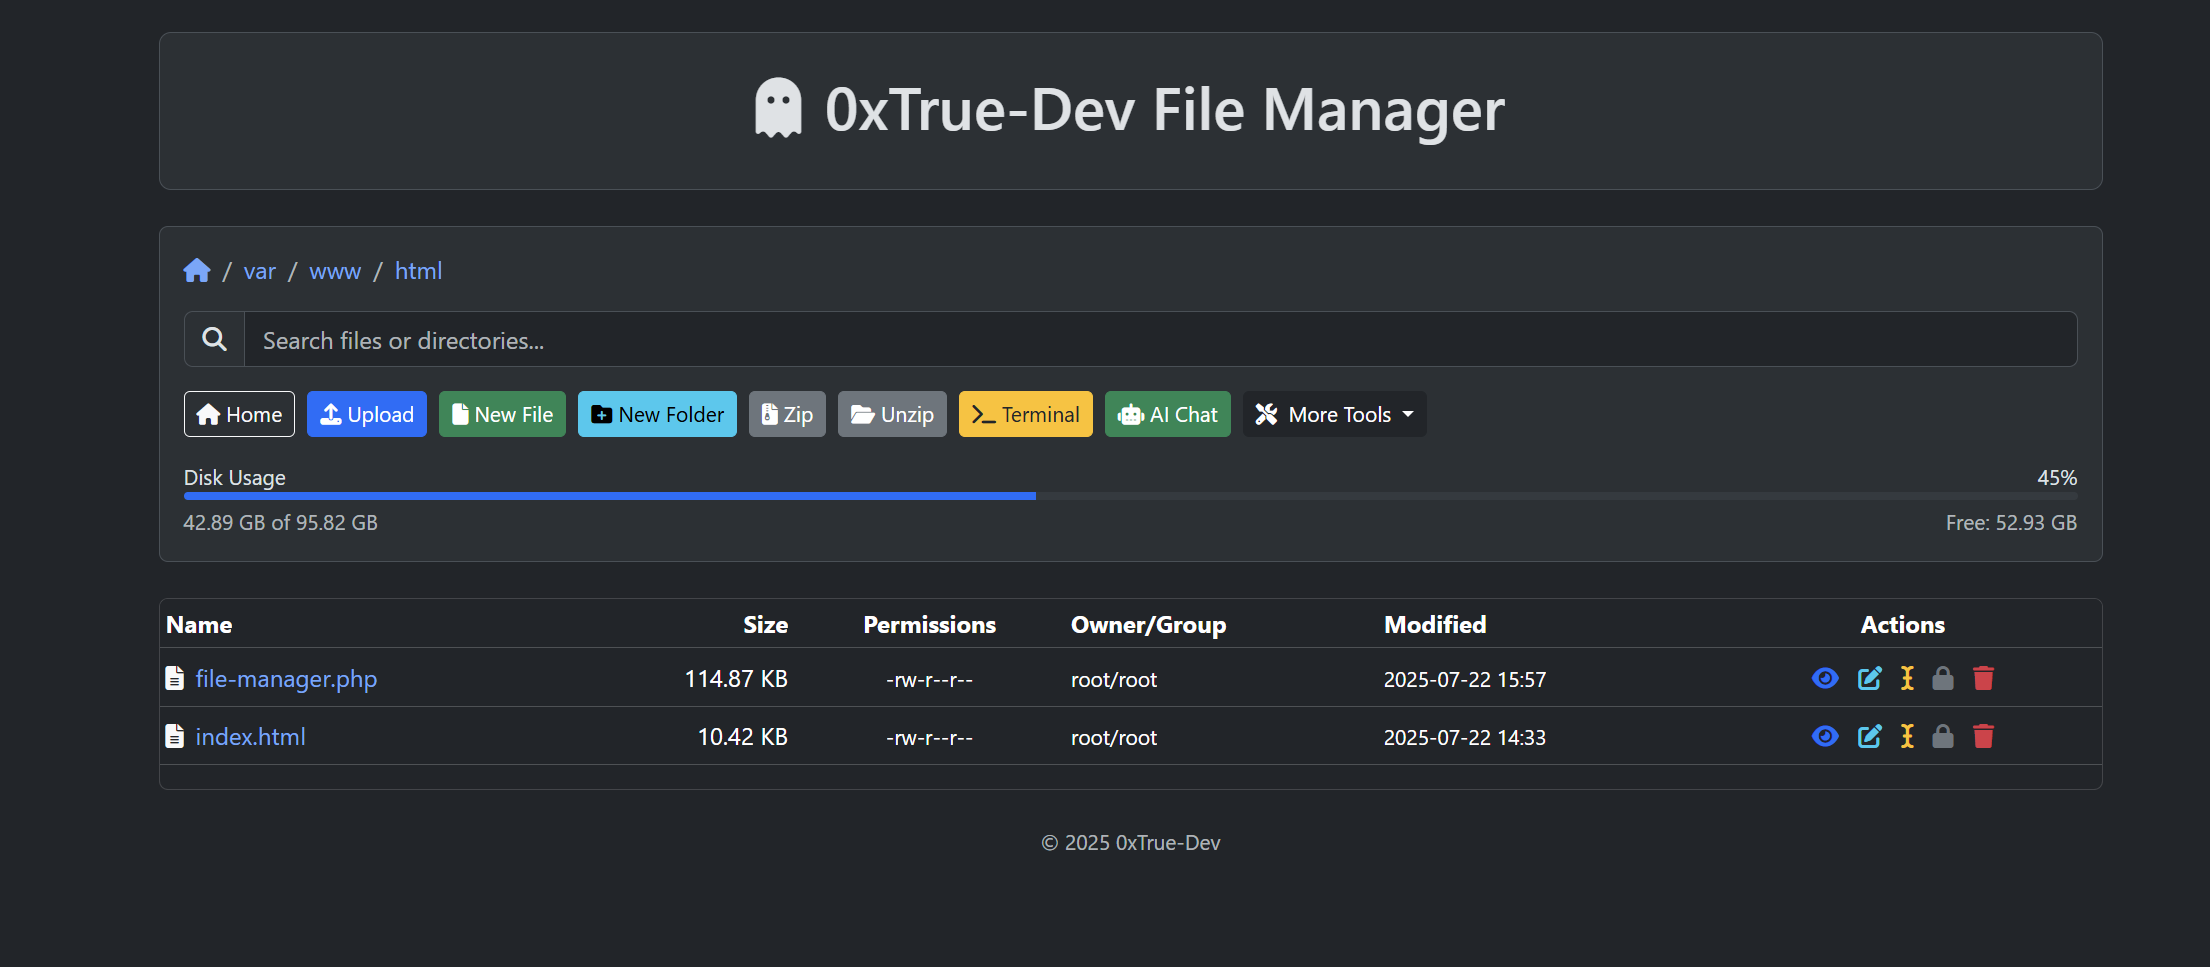 0xTrue-Dev File Manager
/ var / www / html
Search files or directories...
Home Upload New File New Folder Zip Unzip Terminal AI Chat More Tools
Disk Usage 45%
42.89 GB of 95.82 GB Free: 52.93 GB
Name Size Permissions Owner/Group Modified Actions
file-manager.php 114.87 KB -rw-r--r-- root/root 2025-07-22 15:57
index.html 10.42 KB -rw-r--r-- root/root 2025-07-22 14:33
© 2025 0xTrue-Dev